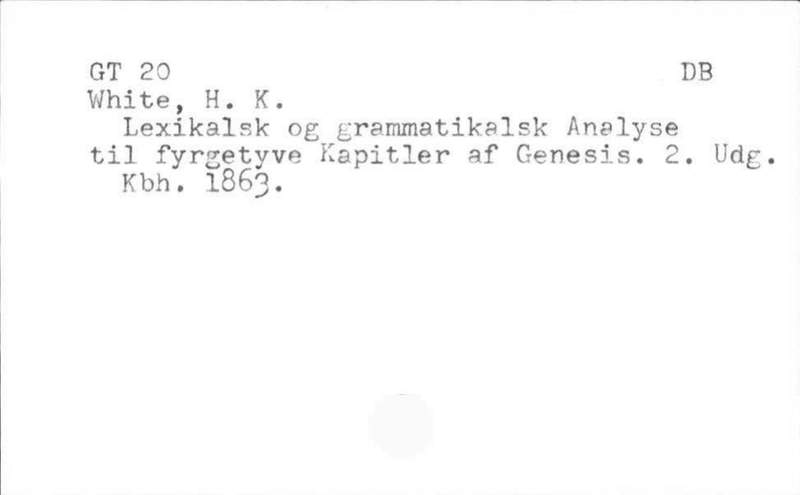 GT 20 DB
White, H. K.
Lexikalsk og grammatikalsk Analyse
til fyrgetyve Kapitler af Genesis. 2. Udg.
Kbh. 1863.